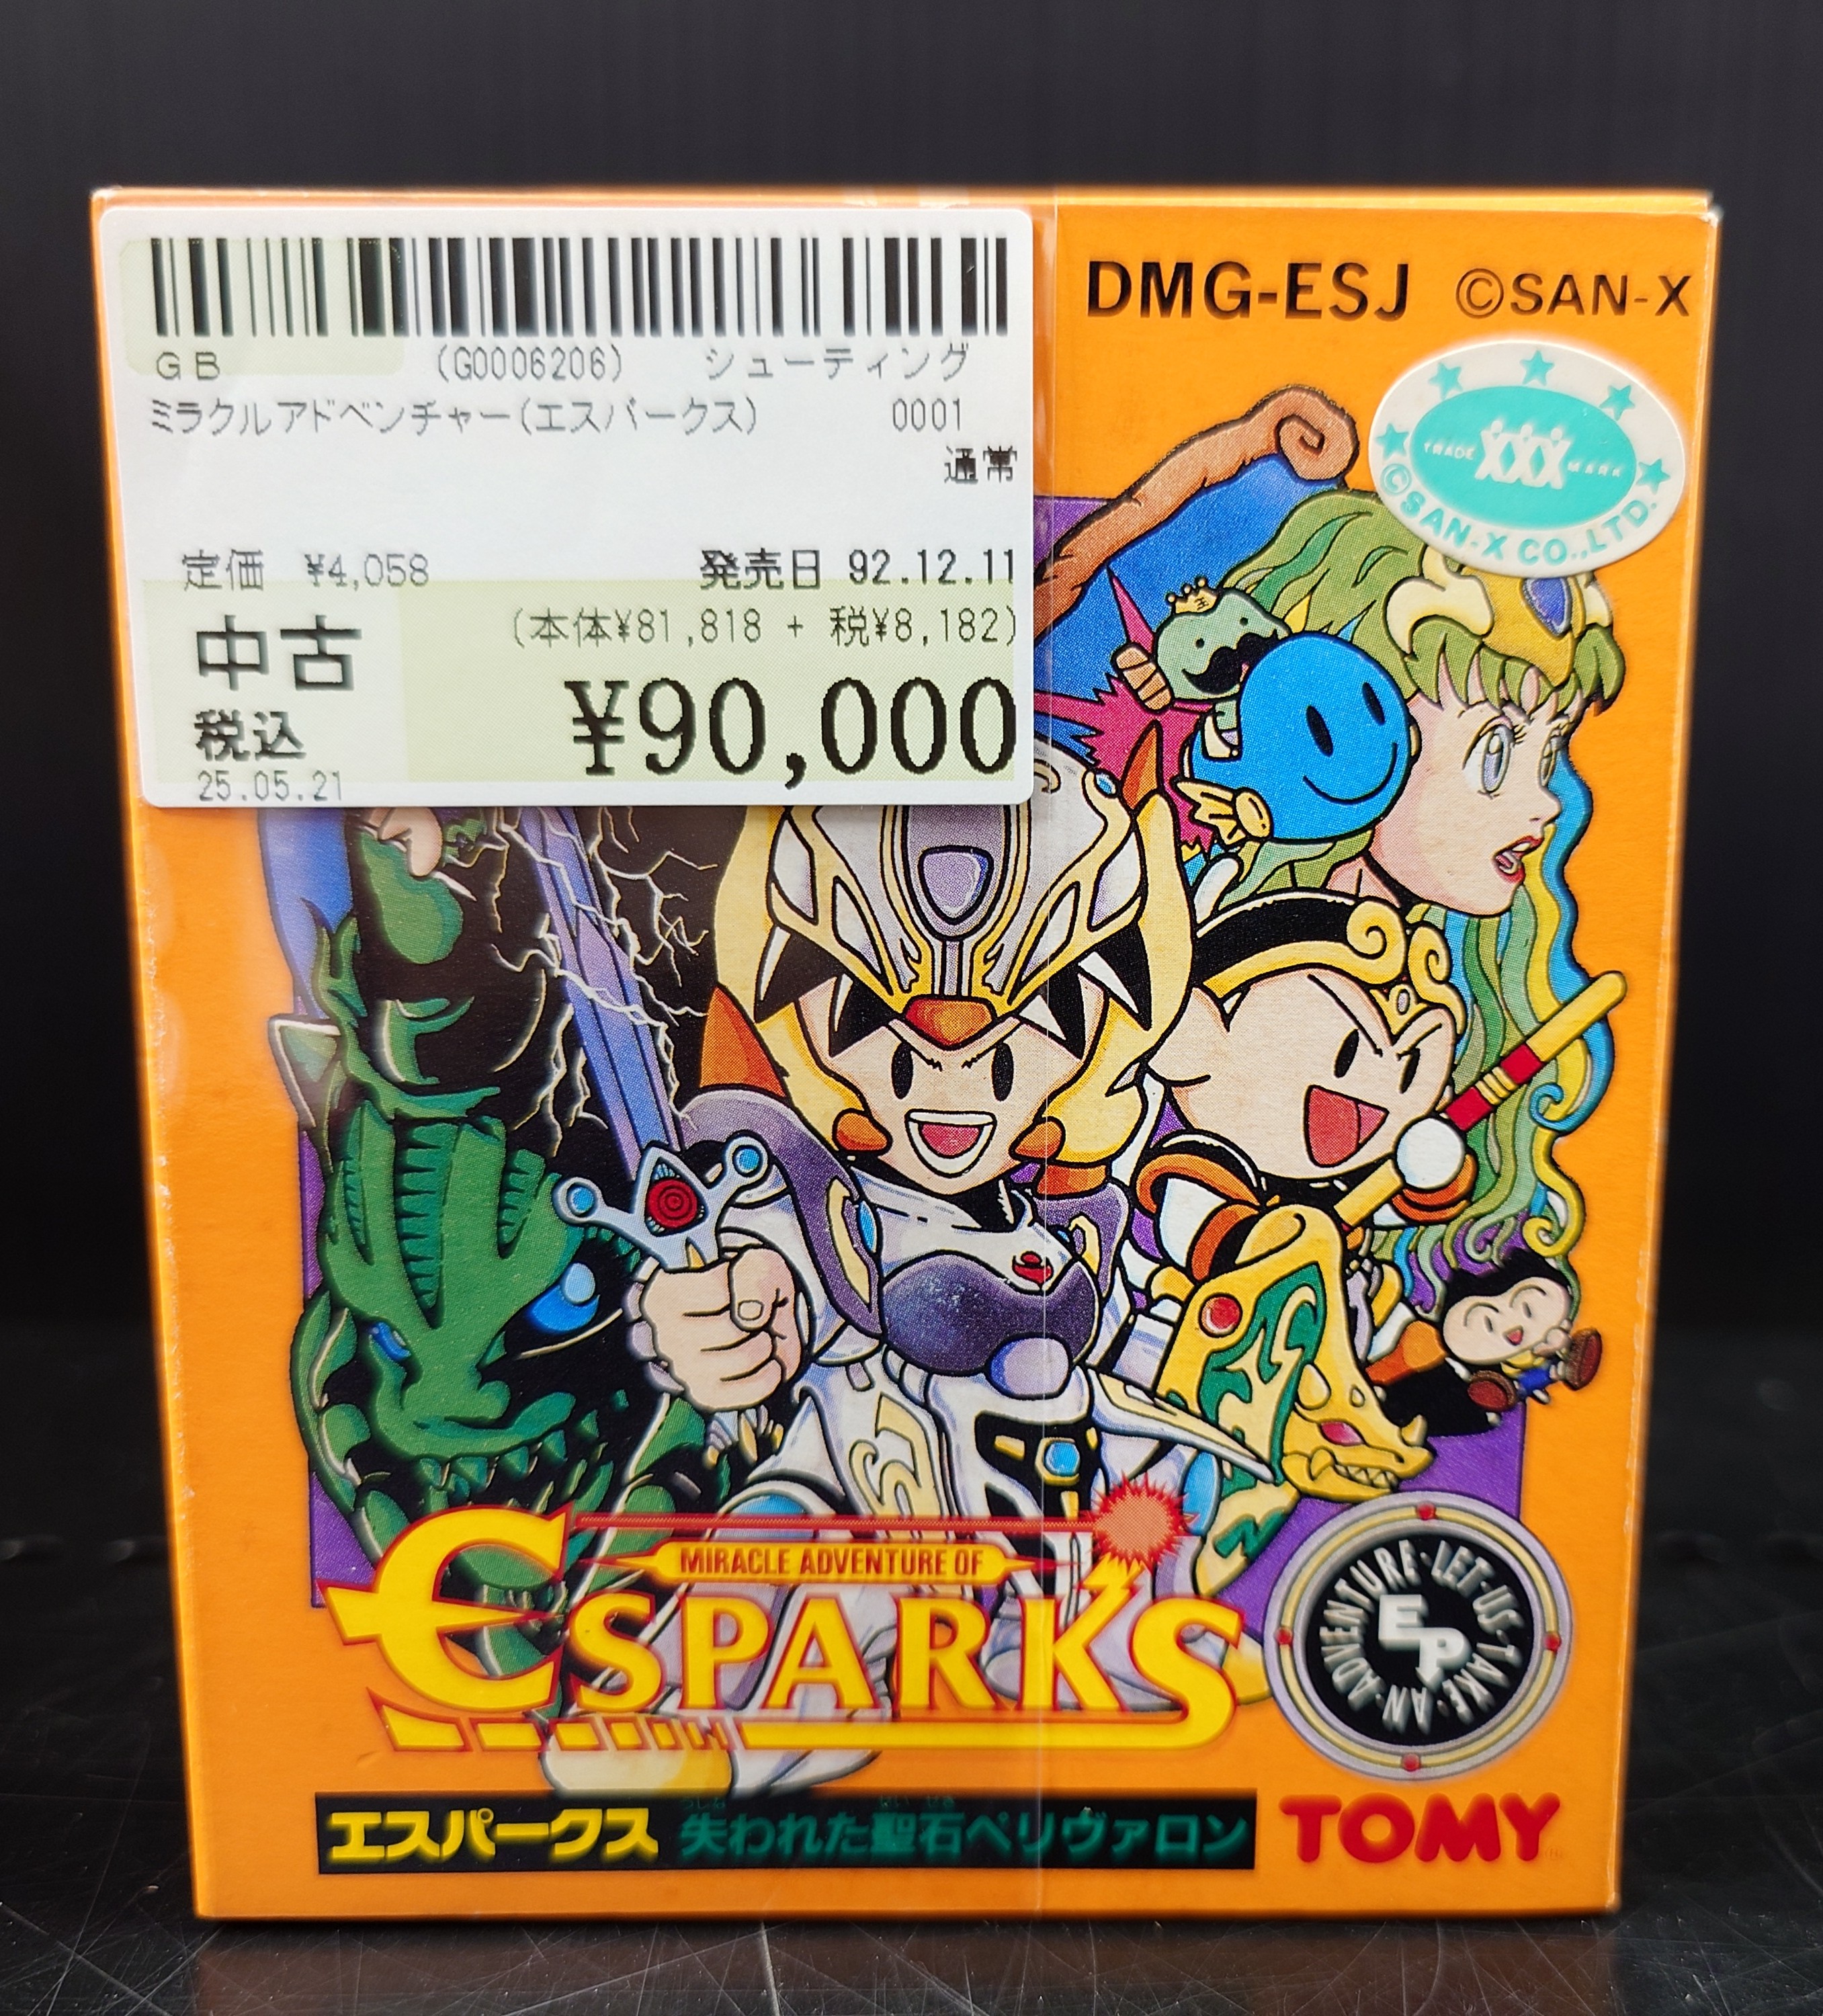 GB (G0006206) シューティング
ミラクルアドベンチャー(エスパークス) 0001
通常
定価 ¥4,058 発売日 92.12.11
中古 (本体¥81,818 + 税¥8,182)
税込 ¥90,000
25.05.21
DMG-ESJ ©SAN-X
TRADE XXX MARK
©SAN-X CO.,LTD.
王
MIRACLE ADVENTURE OF
ESPARKS
EP
LET·US·TAKE·AN·ADVENTURE·
エスパークス 失われた聖石ペリヴァロン
TOMY